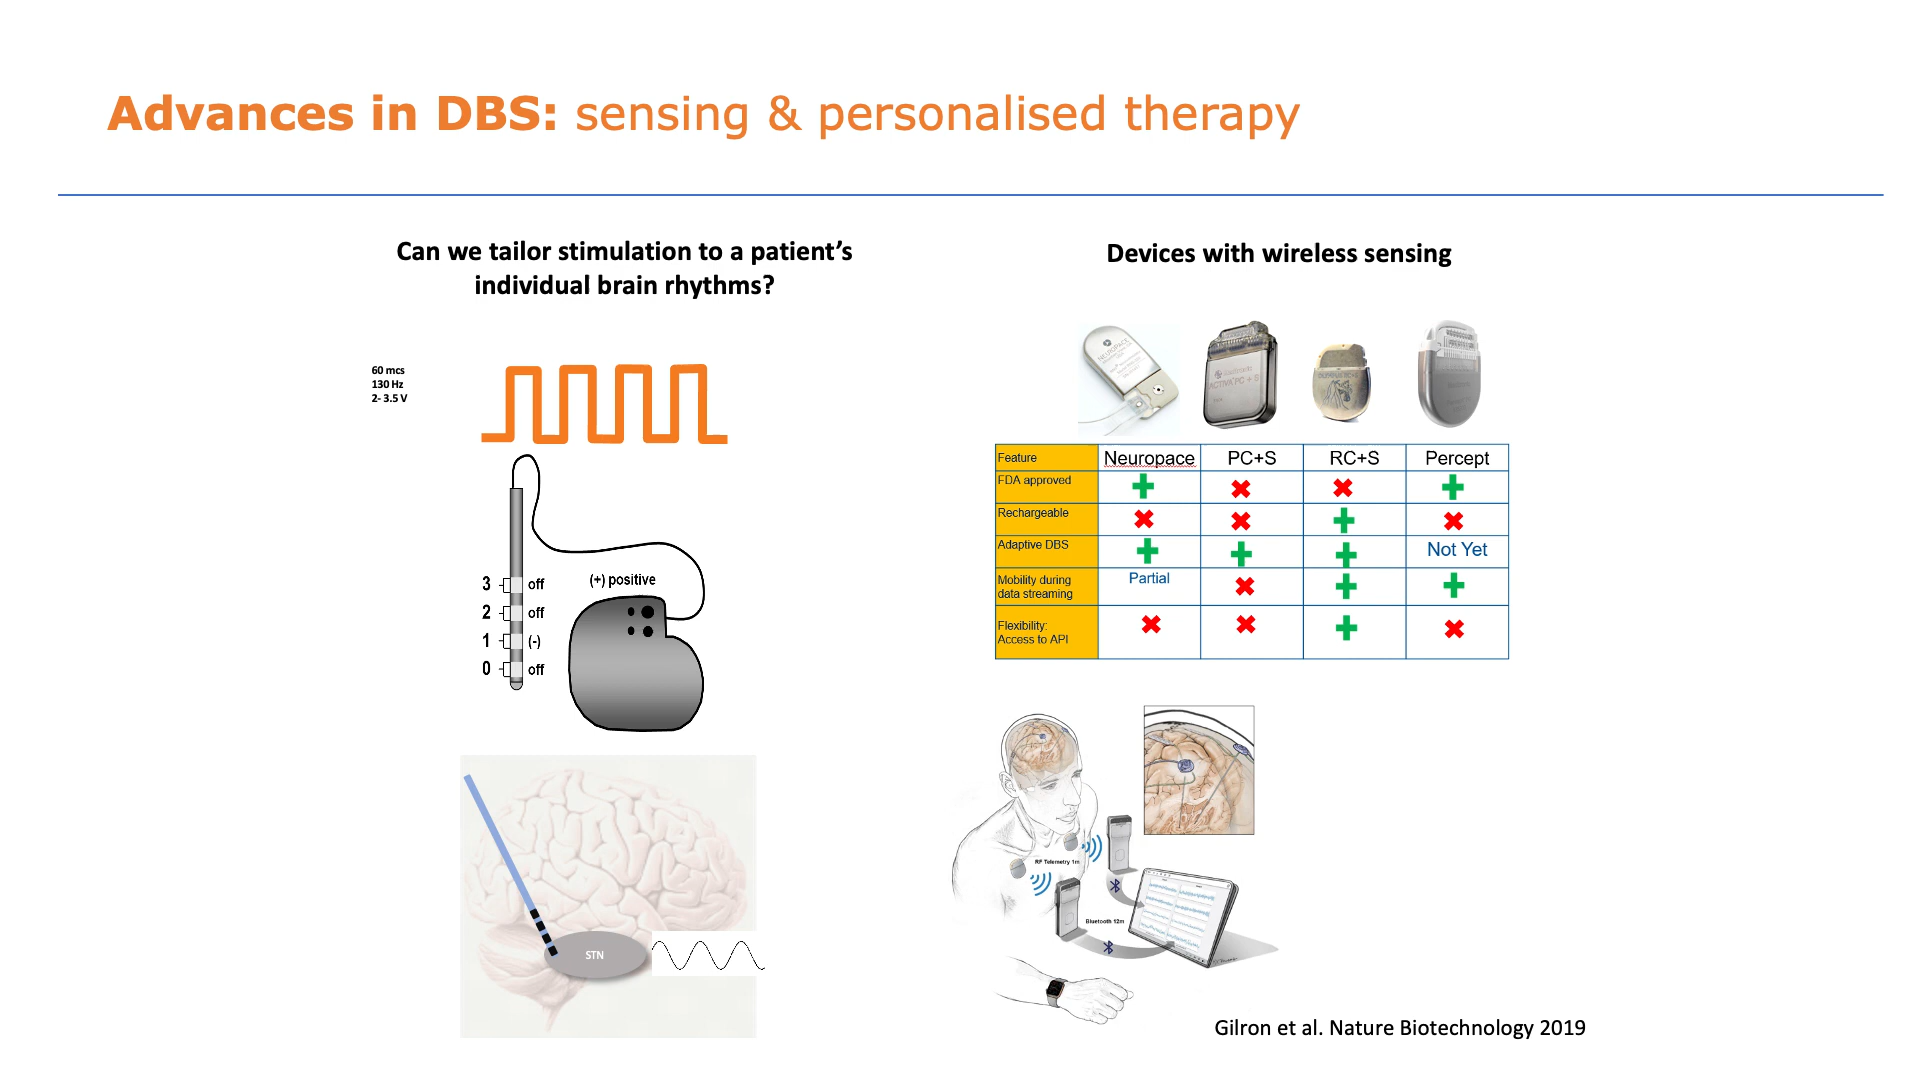 Advances in DBS: sensing & personalised therapy
Can we tailor stimulation to a patient’s
individual brain rhythms?
60 mcs
130 Hz
2- 3.5 V
3 off
2 off
1 (-)
0 off
(+) positive
STN
Devices with wireless sensing
NEUROPACE
ACTIVA PC + S
Feature Neuropace PC+S RC+S Percept
FDA approved
Rechargeable
Adaptive DBS Not Yet
Mobility during
data streaming Partial
Flexibility:
Access to API
RF Telemetry 1m
Bluetooth 12m
Gilron et al. Nature Biotechnology 2019